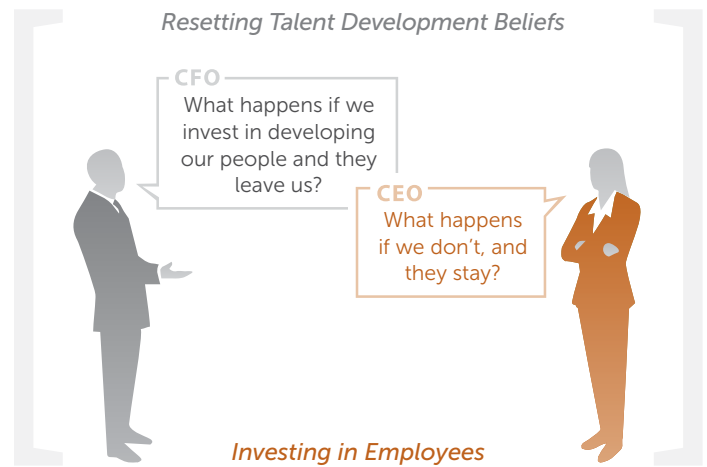 Resetting Talent Development Beliefs
CFO
What happens if we
invest in developing
our people and they
leave us?
CEO
What happens
if we don’t, and
they stay?
Investing in Employees